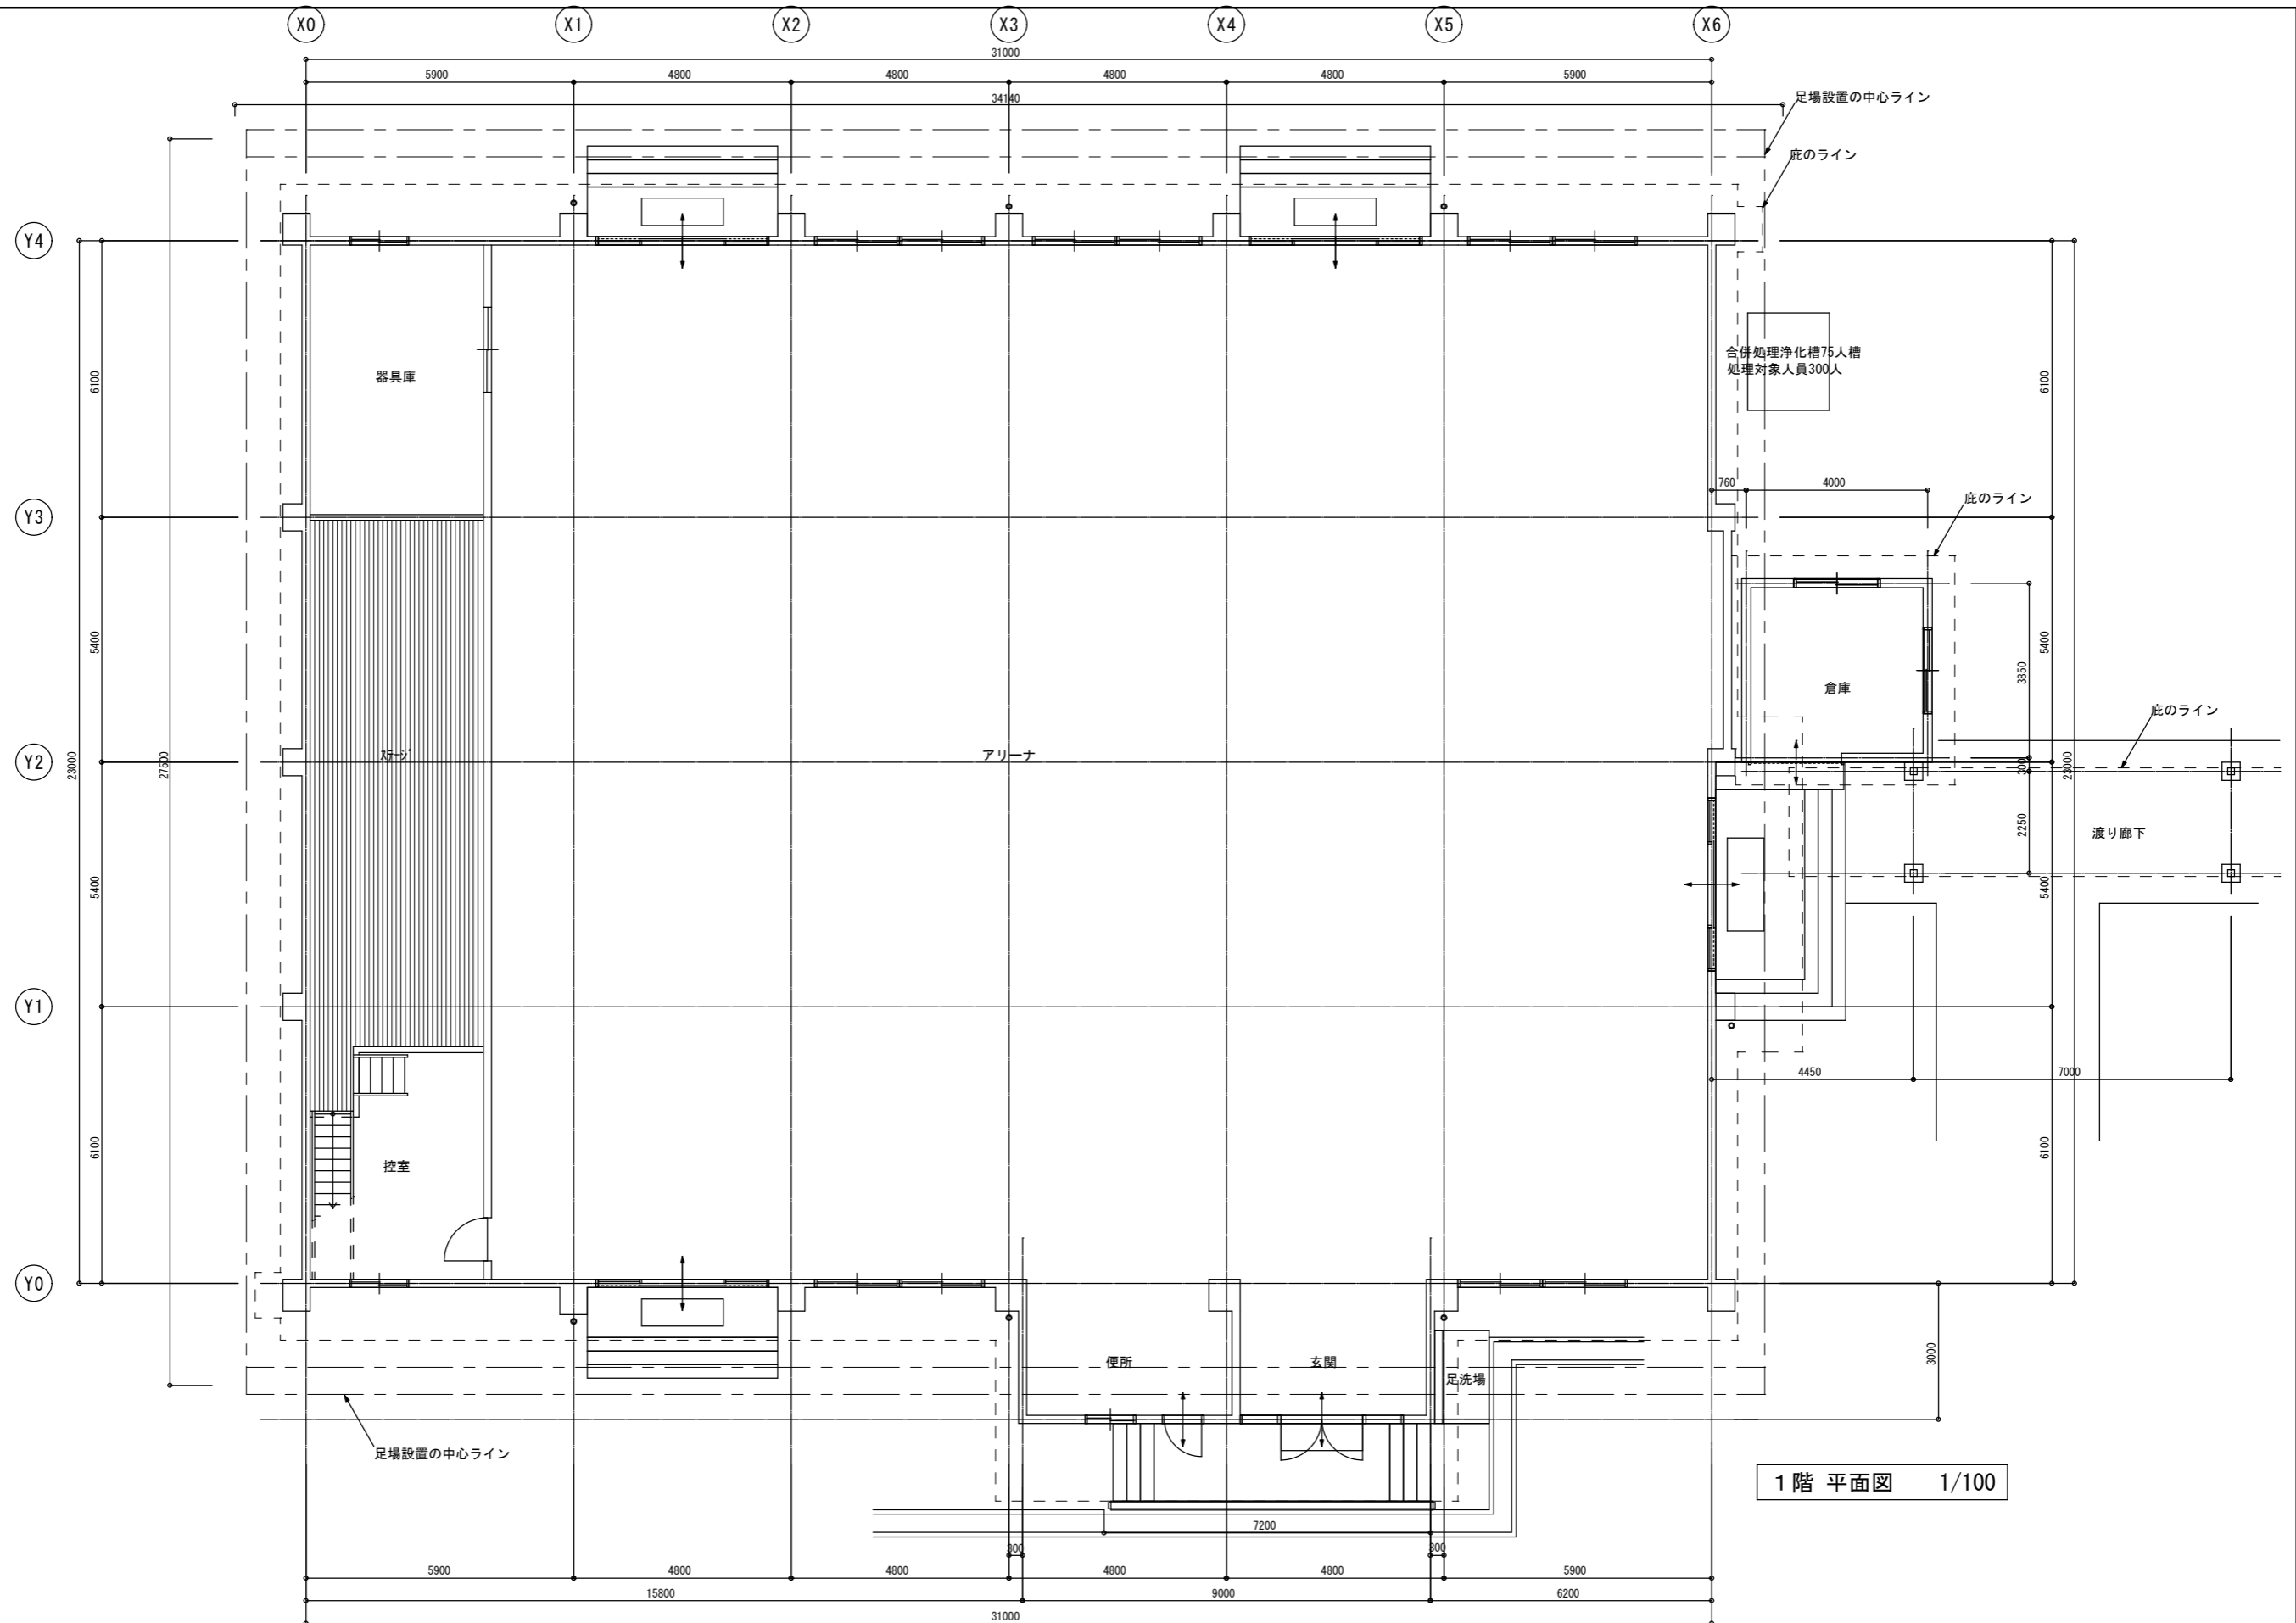 X0
X1
X2
X3
X4
X5
X6
31000
5900
4800
4800
4800
4800
5900
34140
足場設置の中心ライン
庇のライン
Y4
Y3
Y2
Y1
Y0
6100
5400
5400
6100
23000
27500
器具庫
ステージ
アリーナ
控室
合併処理浄化槽75人槽
処理対象人員300人
760
4000
庇のライン
倉庫
庇のライン
渡り廊下
6100
5400
5400
6100
23000
3850
300
2250
4450
7000
3000
便所
玄関
足洗場
足場設置の中心ライン
1階 平面図 1/100
7200
300
300
5900
4800
4800
4800
4800
5900
15800
9000
6200
31000